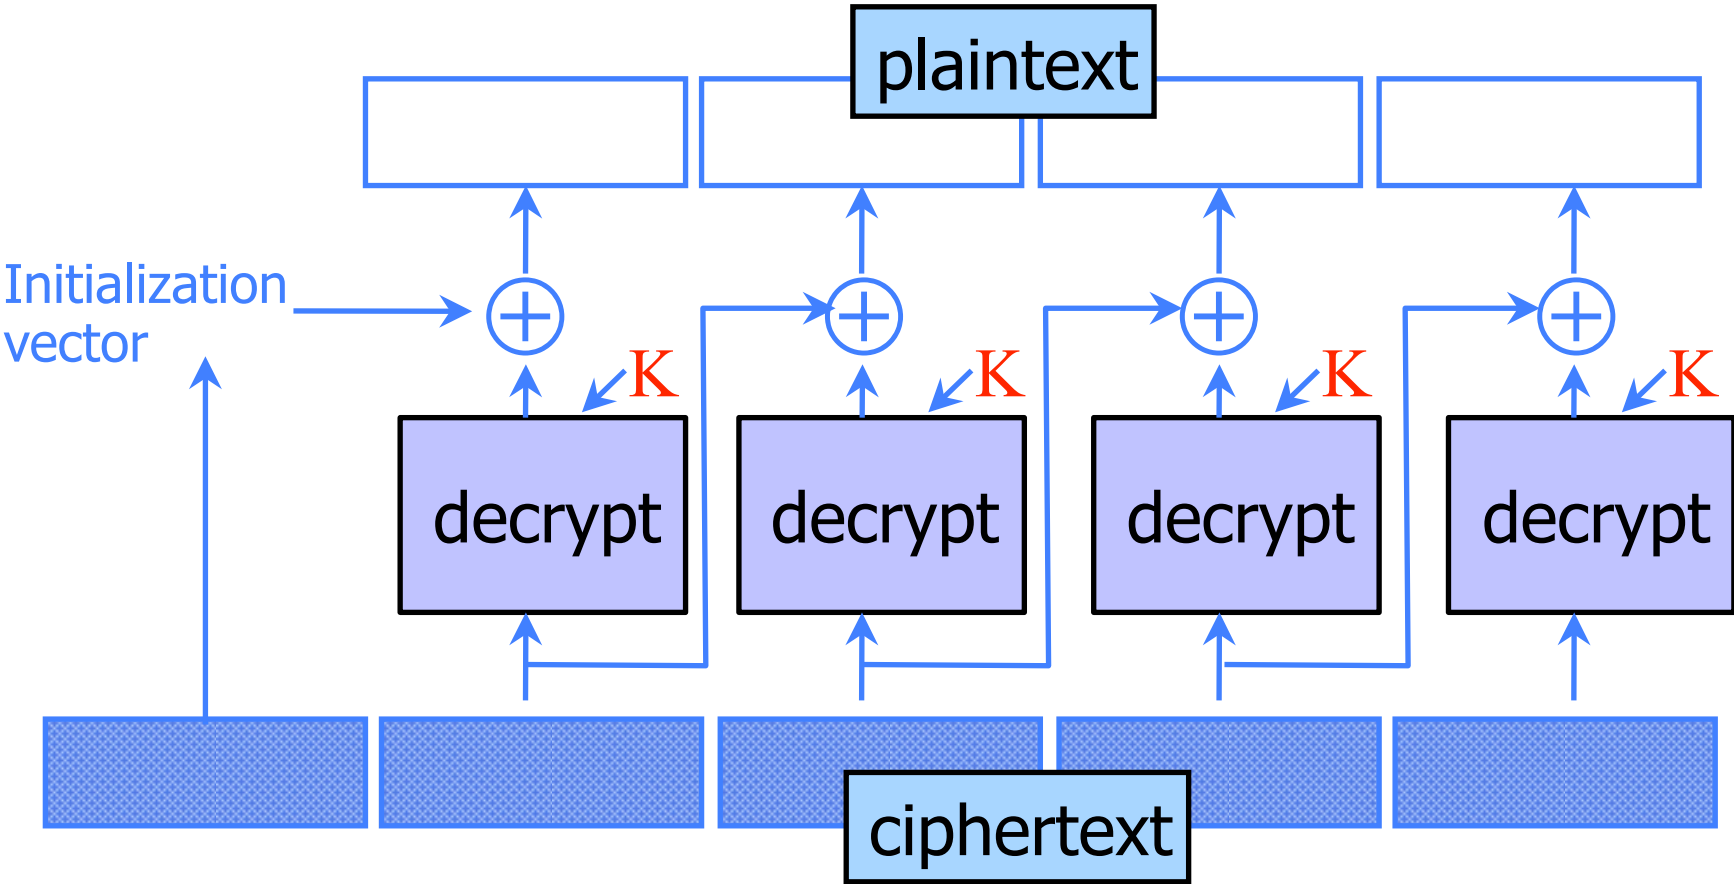 plaintext
Initialization
vector
K K K K
decrypt decrypt decrypt decrypt
ciphertext